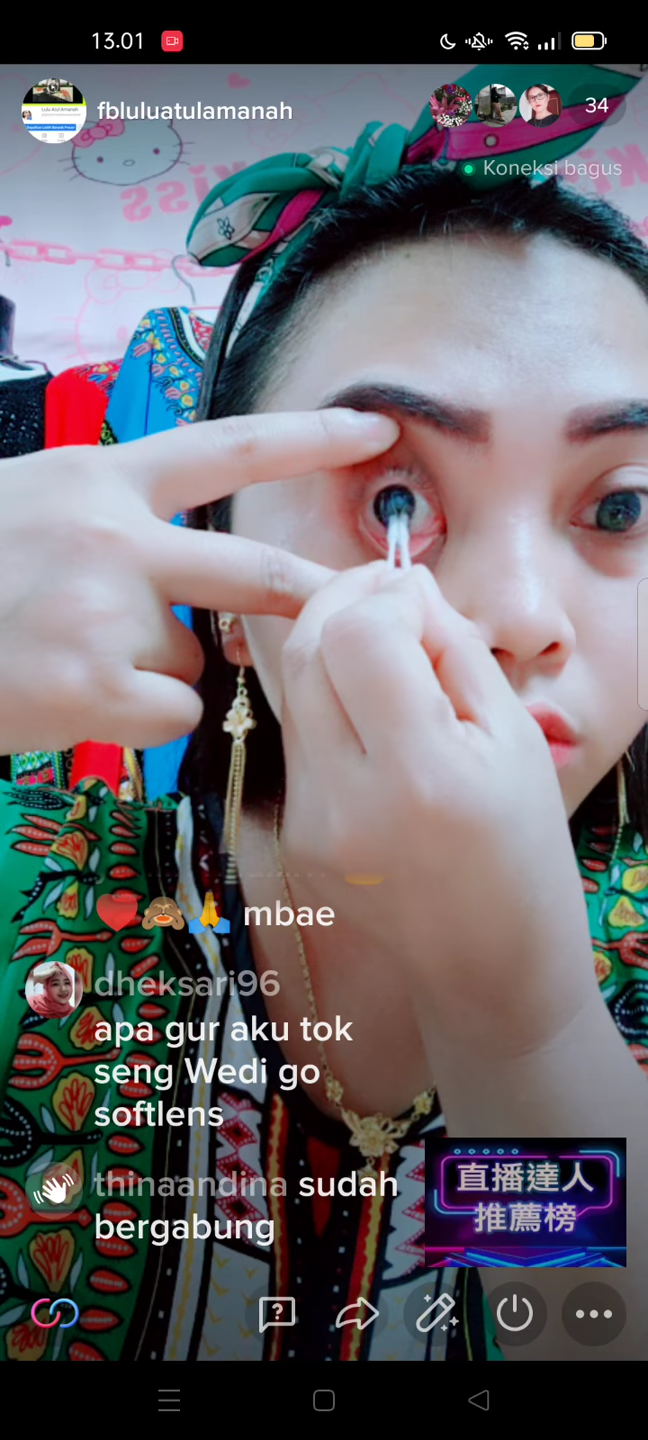 13.01
fbluluatulamanah
34
Koneksi bagus
mbae
dheksari96
apa gur aku tok
seng Wedi go
softlens
thinaandina sudah
bergabung
直播達人
推薦榜